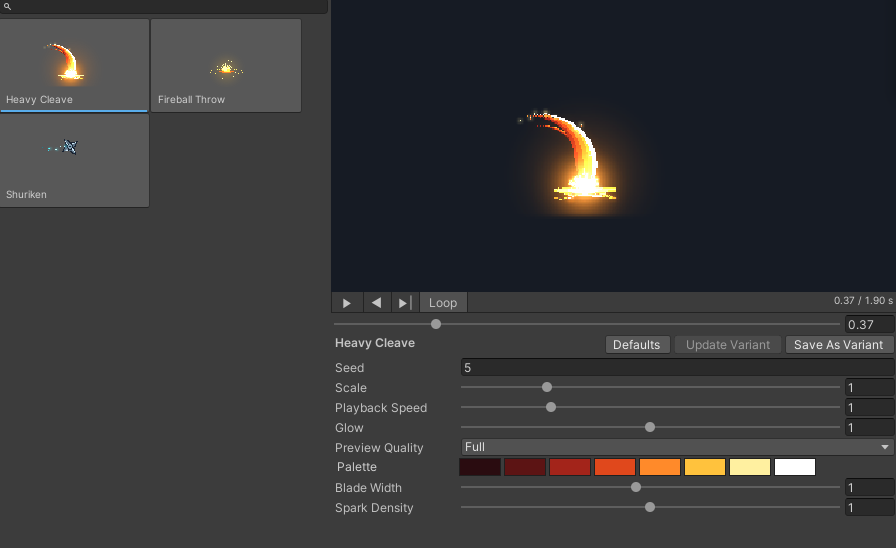 Heavy Cleave
Fireball Throw
Shuriken
Loop
0.37 / 1.90 s
0.37
Heavy Cleave
Defaults
Update Variant
Save As Variant
Seed
5
Scale
1
Playback Speed
1
Glow
1
Preview Quality
Full
Palette
Blade Width
1
Spark Density
1